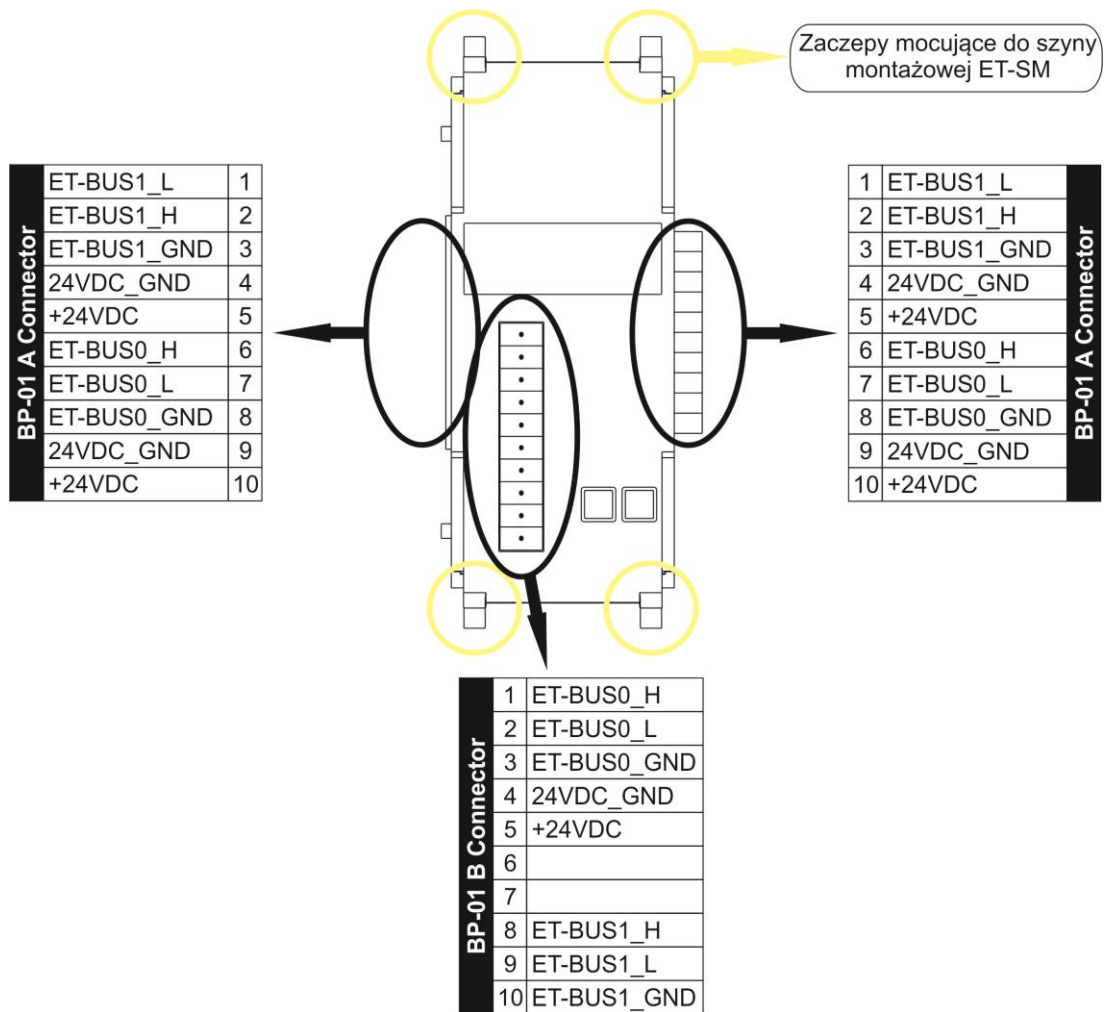 Zaczepy mocujące do szyny
montażowej ET-SM
BP-01 A Connector
ET-BUS1_L 1
ET-BUS1_H 2
ET-BUS1_GND 3
24VDC_GND 4
+24VDC 5
ET-BUS0_H 6
ET-BUS0_L 7
ET-BUS0_GND 8
24VDC_GND 9
+24VDC 10
1 ET-BUS1_L
2 ET-BUS1_H
3 ET-BUS1_GND
4 24VDC_GND
5 +24VDC
6 ET-BUS0_H
7 ET-BUS0_L
8 ET-BUS0_GND
9 24VDC_GND
10 +24VDC
BP-01 A Connector
BP-01 B Connector
1 ET-BUS0_H
2 ET-BUS0_L
3 ET-BUS0_GND
4 24VDC_GND
5 +24VDC
6
7
8 ET-BUS1_H
9 ET-BUS1_L
10 ET-BUS1_GND